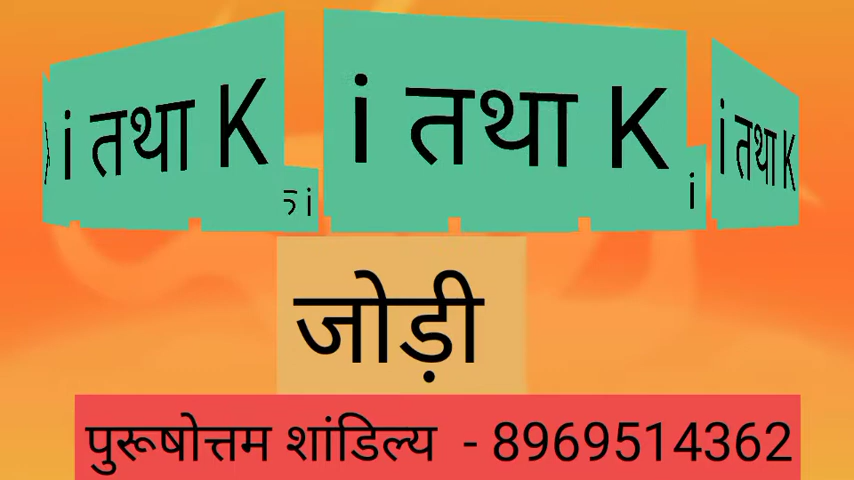 i तथा K i तथा K i तथा K
i i
जोड़ी
पुरूषोत्तम शांडिल्य - 8969514362